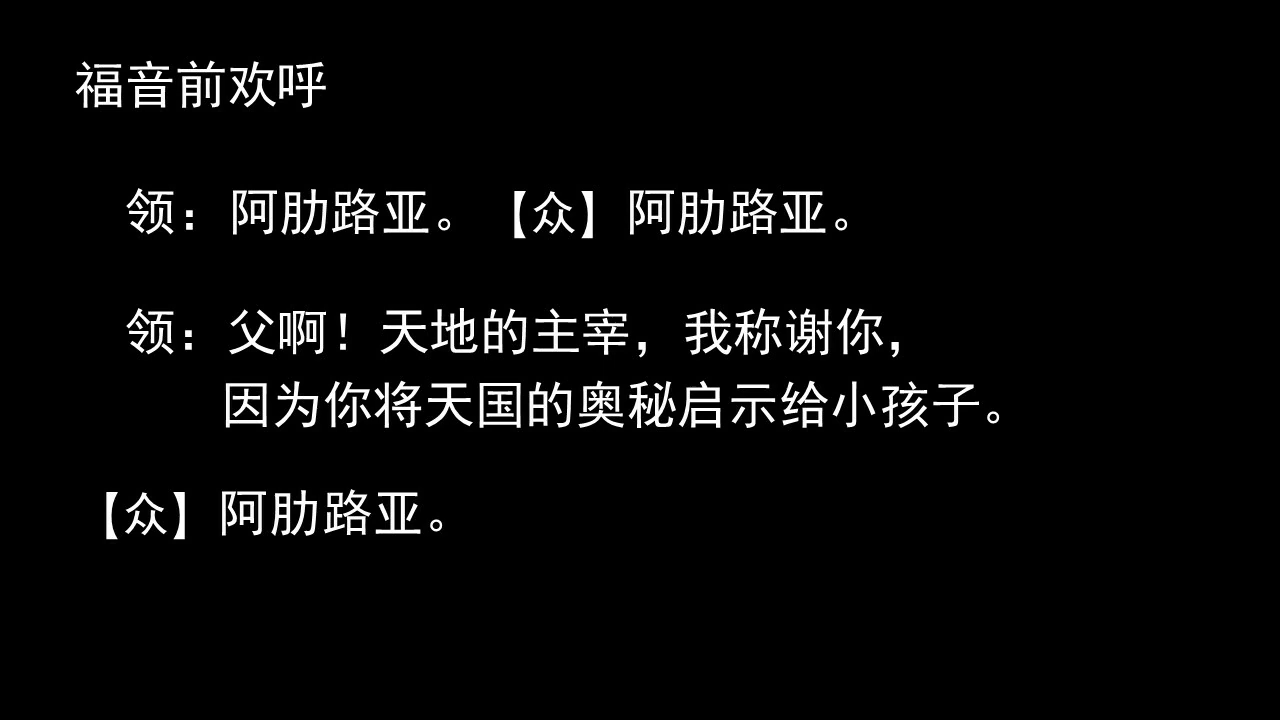 福音前欢呼
领：阿肋路亚。【众】阿肋路亚。
领：父啊！天地的主宰，我称谢你，
因为你将天国的奥秘启示给小孩子。
【众】阿肋路亚。